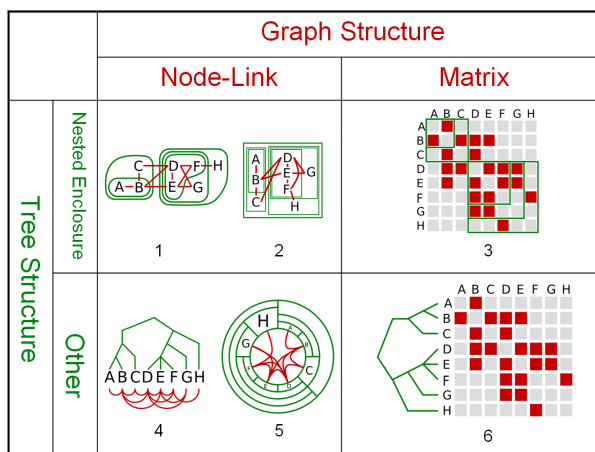 Graph Structure
Node-Link
Matrix
Tree Structure
Nested Enclosure
Other
C D F H
A B E G
1
A D
B E G
F
C H
2
A B C D E F G H
A
B
C
D
E
F
G
H
3
A B C D E F G H
4
H
A
B
C
D
E
F
G
5
A B C D E F G H
A
B
C
D
E
F
G
H
6